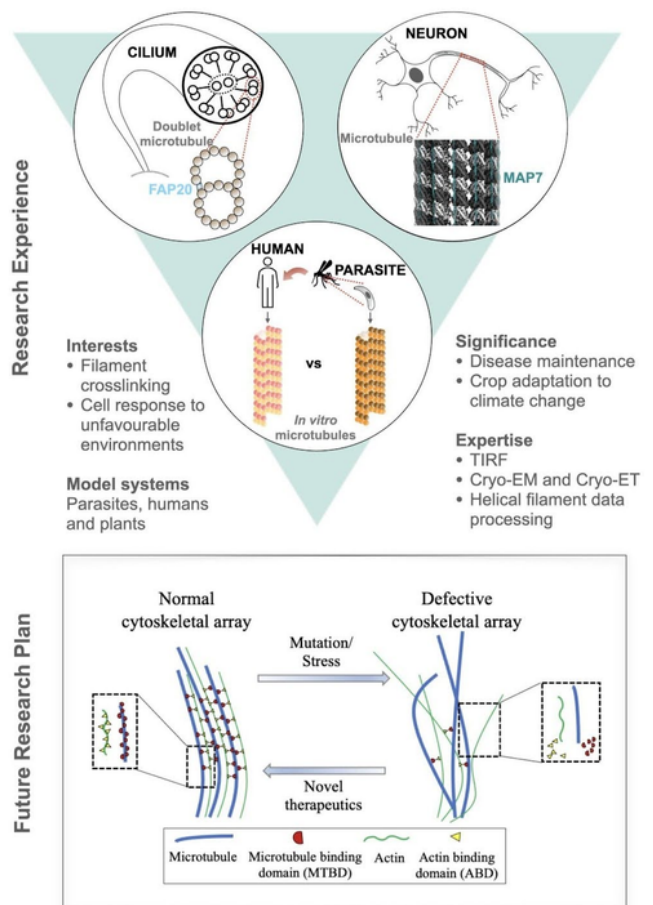 Research Experience
CILIUM
Doublet
microtubule
FAP20
NEURON
Microtubule
MAP7
HUMAN
PARASITE
vs
In vitro
microtubules
Interests
• Filament
crosslinking
• Cell response to
unfavourable
environments
Model systems
Parasites, humans
and plants
Significance
• Disease maintenance
• Crop adaptation to
climate change
Expertise
• TIRF
• Cryo-EM and Cryo-ET
• Helical filament data
processing
Future Research Plan
Normal
cytoskeletal array
Mutation/
Stress
Defective
cytoskeletal array
Novel
therapeutics
Microtubule
Microtubule binding
domain (MTBD)
Actin
Actin binding
domain (ABD)